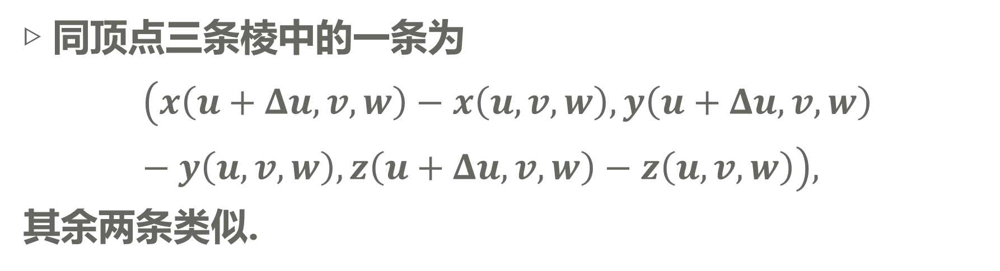 ▷ 同顶点三条棱中的一条为
(x(u + Δu, v, w) − x(u, v, w), y(u + Δu, v, w)
− y(u, v, w), z(u + Δu, v, w) − z(u, v, w)),
其余两条类似.